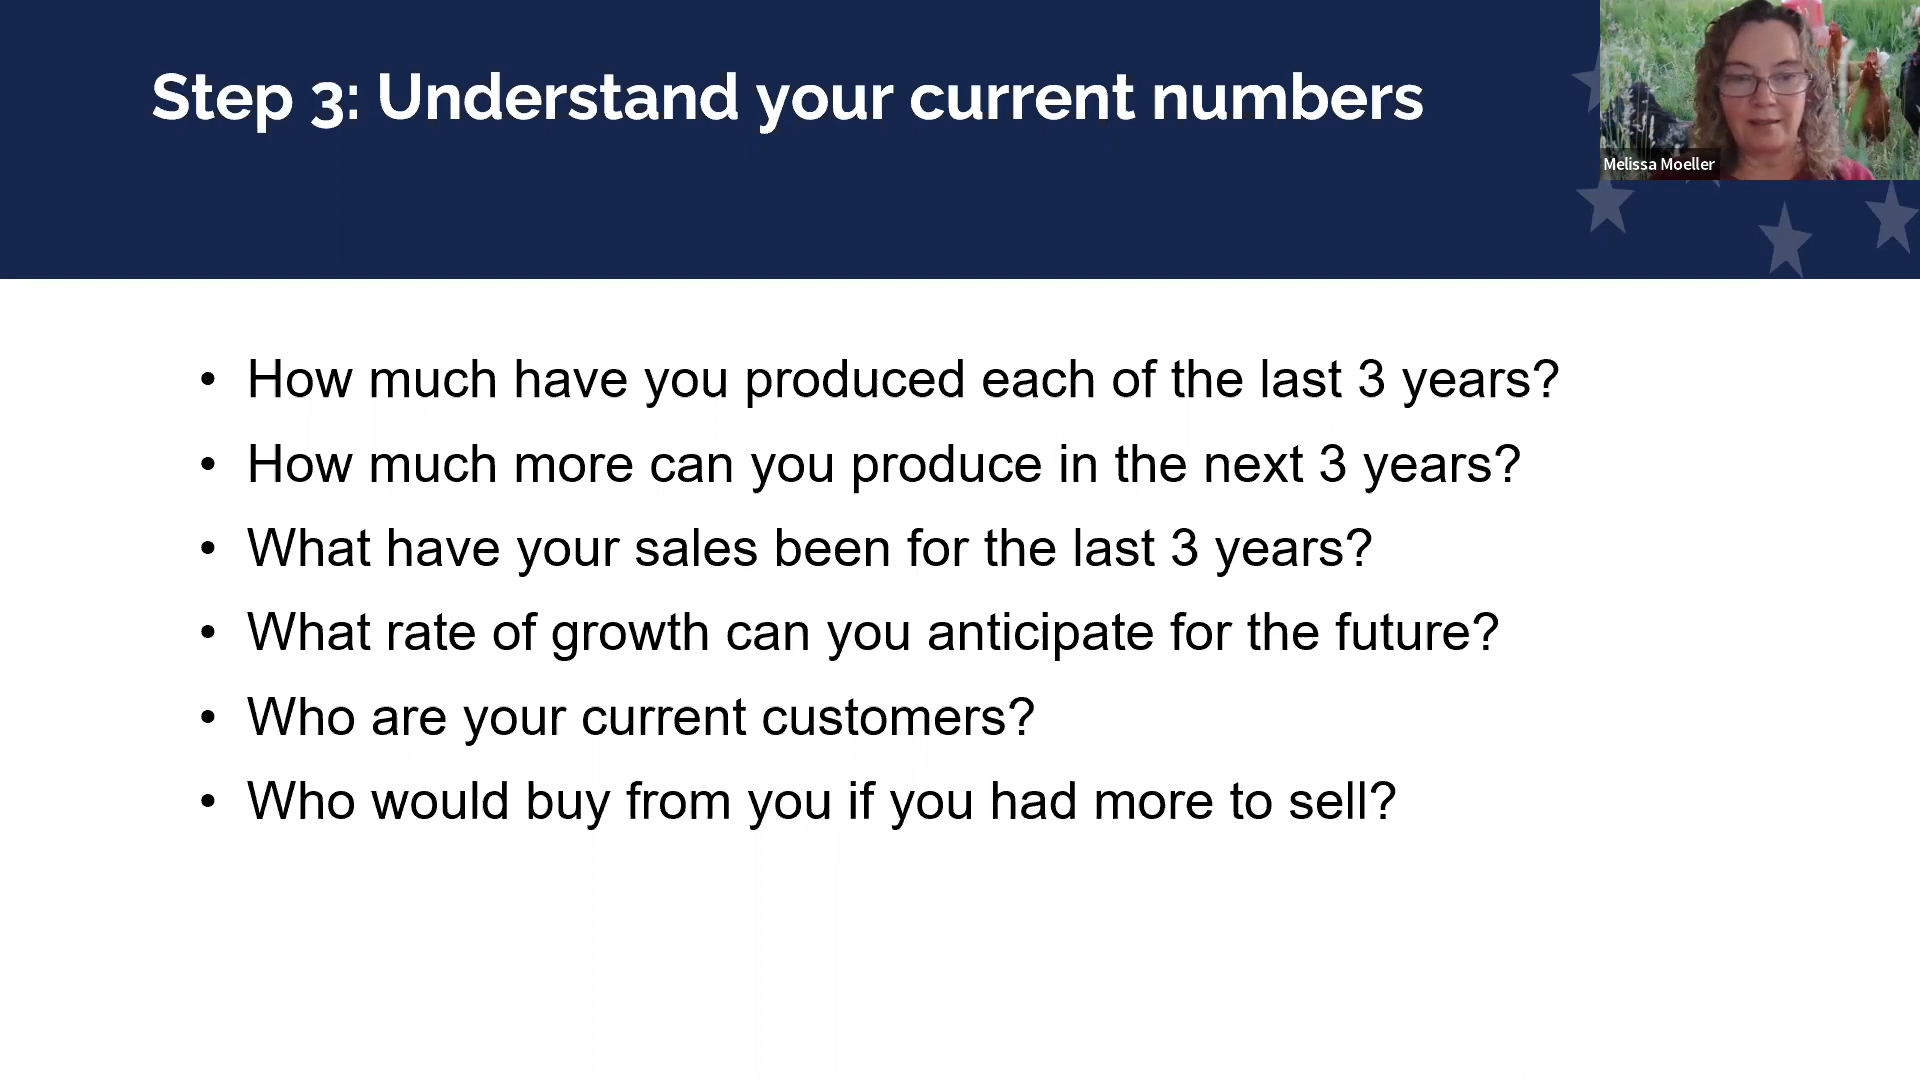 Step 3: Understand your current numbers
Melissa Moeller
• How much have you produced each of the last 3 years?
• How much more can you produce in the next 3 years?
• What have your sales been for the last 3 years?
• What rate of growth can you anticipate for the future?
• Who are your current customers?
• Who would buy from you if you had more to sell?